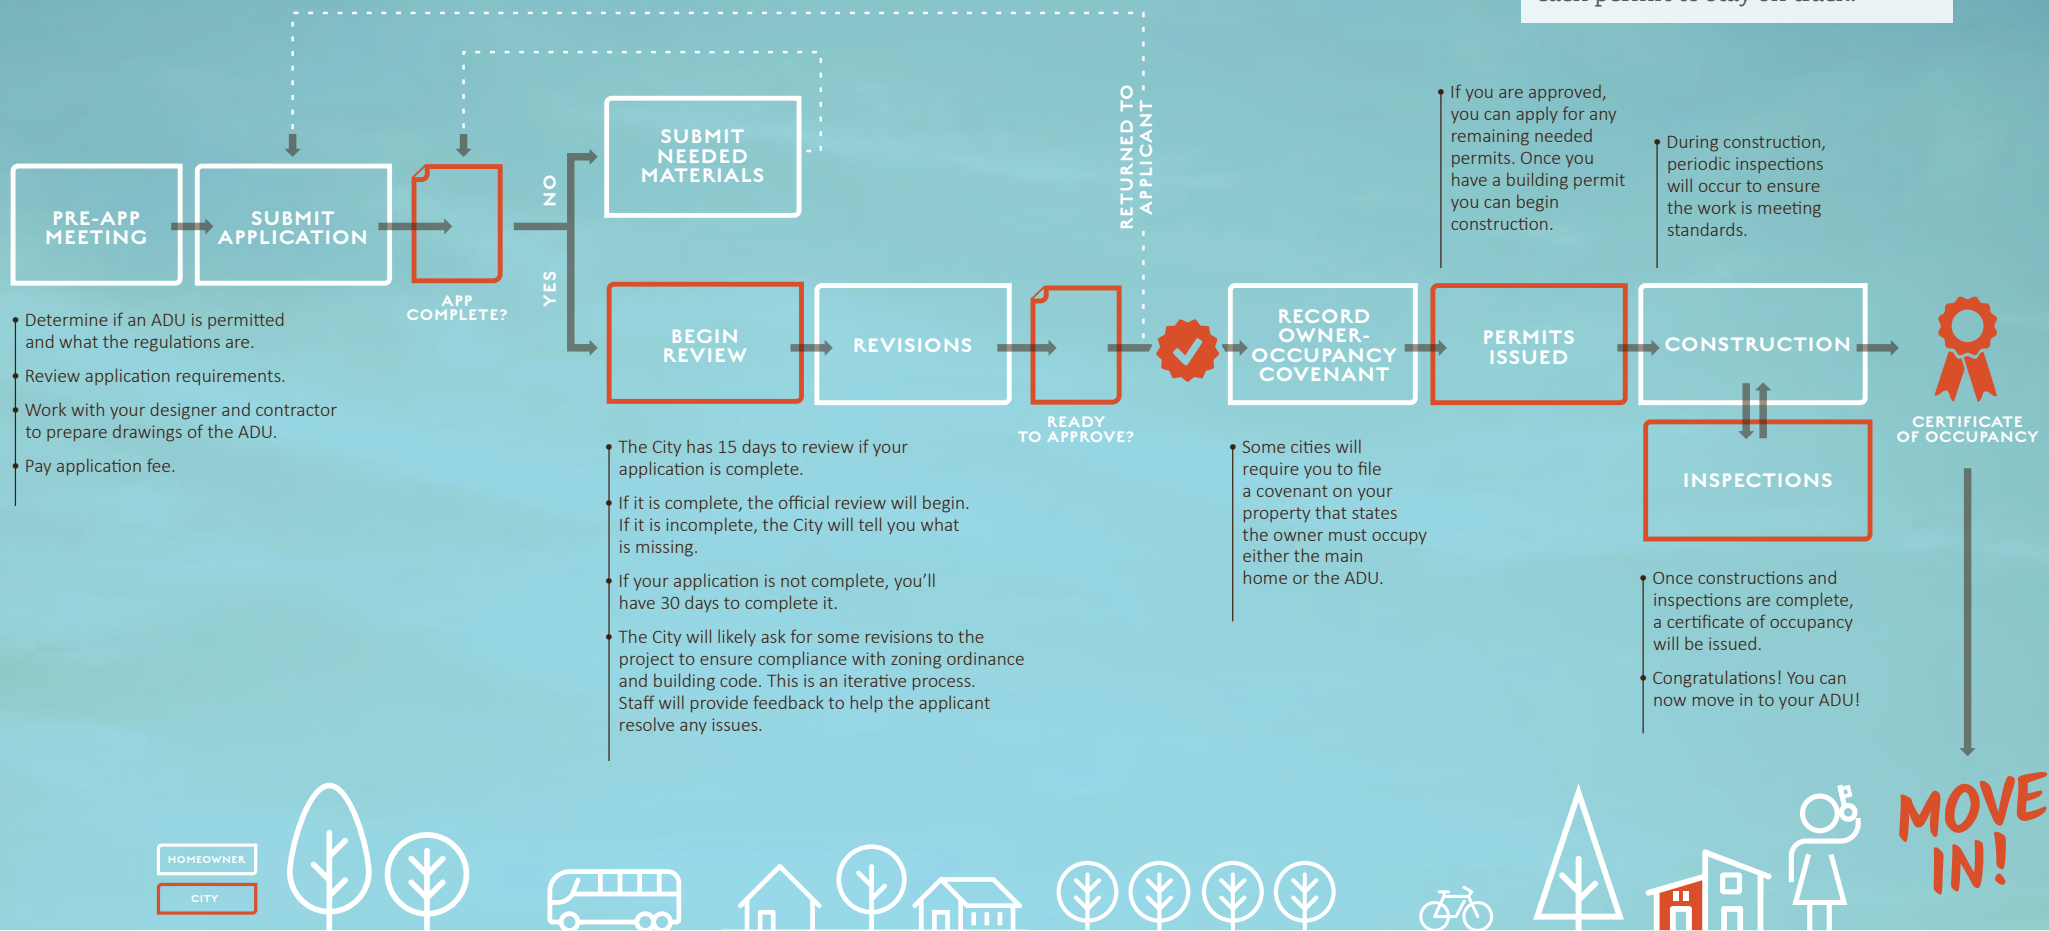 each permit to stay on track.
RETURNED TO
APPLICANT
PRE-APP
MEETING
SUBMIT
APPLICATION
APP
COMPLETE?
NO
YES
SUBMIT
NEEDED
MATERIALS
BEGIN
REVIEW
REVISIONS
READY
TO APPROVE?
RECORD
OWNER-
OCCUPANCY
COVENANT
PERMITS
ISSUED
CONSTRUCTION
INSPECTIONS
CERTIFICATE
OF OCCUPANCY
If you are approved,
you can apply for any
remaining needed
permits. Once you
have a building permit
you can begin
construction.
During construction,
periodic inspections
will occur to ensure
the work is meeting
standards.
Determine if an ADU is permitted
and what the regulations are.
Review application requirements.
Work with your designer and contractor
to prepare drawings of the ADU.
Pay application fee.
The City has 15 days to review if your
application is complete.
If it is complete, the official review will begin.
If it is incomplete, the City will tell you what
is missing.
If your application is not complete, you'll
have 30 days to complete it.
The City will likely ask for some revisions to the
project to ensure compliance with zoning ordinance
and building code. This is an iterative process.
Staff will provide feedback to help the applicant
resolve any issues.
Some cities will
require you to file
a covenant on your
property that states
the owner must occupy
either the main
home or the ADU.
Once constructions and
inspections are complete,
a certificate of occupancy
will be issued.
Congratulations! You can
now move in to your ADU!
HOMEOWNER
CITY
MOVE
IN!